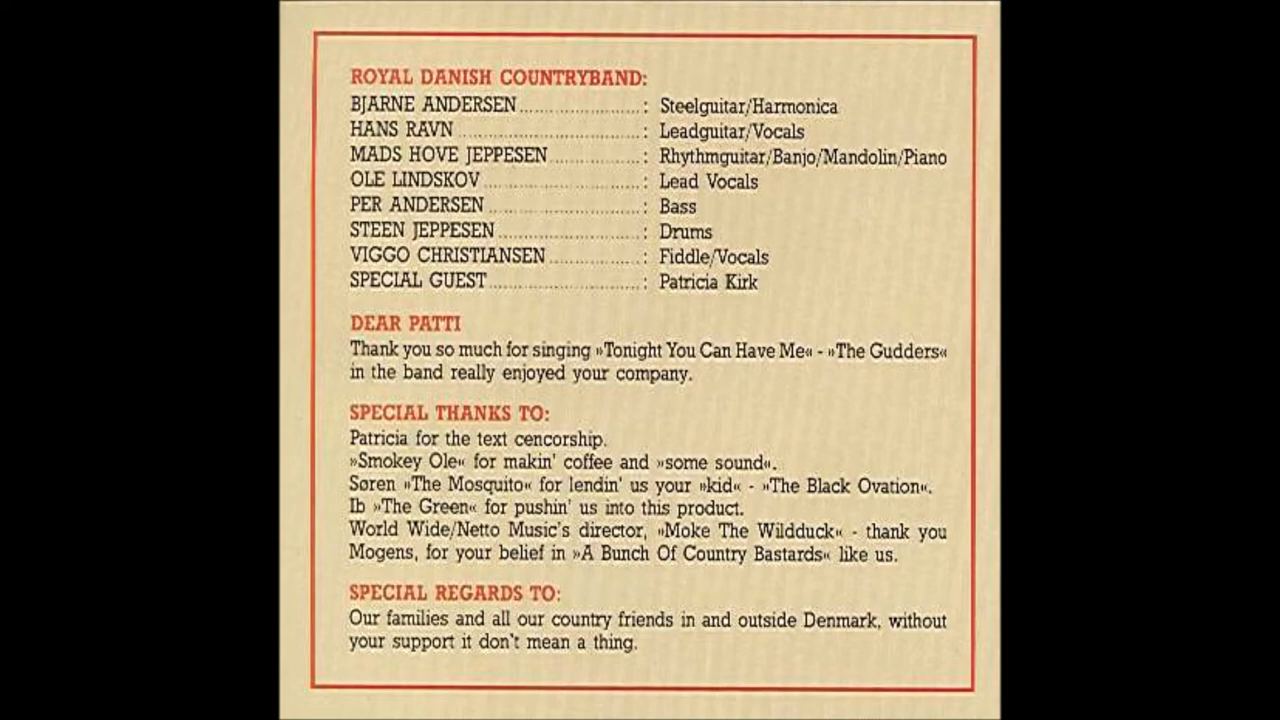 ROYAL DANISH COUNTRYBAND:
BJARNE ANDERSEN........................: Steelguitar/Harmonica
HANS RAVN ....................................: Leadguitar/Vocals
MADS HOVE JEPPESEN..................: Rhythmguitar/Banjo/Mandolin/Piano
OLE LINDSKOV ...............................: Lead Vocals
PER ANDERSEN ..............................: Bass
STEEN JEPPESEN............................: Drums
VIGGO CHRISTIANSEN..................: Fiddle/Vocals
SPECIAL GUEST..............................: Patricia Kirk
DEAR PATTI
Thank you so much for singing »Tonight You Can Have Me« - »The Gudders«
in the band really enjoyed your company.
SPECIAL THANKS TO:
Patricia for the text cencorship.
»Smokey Ole« for makin' coffee and »some sound«.
Søren »The Mosquito« for lendin' us your »kid« - »The Black Ovation«.
Ib »The Green« for pushin' us into this product.
World Wide/Netto Music's director, »Moke The Wildduck« - thank you
Mogens, for your belief in »A Bunch Of Country Bastards« like us.
SPECIAL REGARDS TO:
Our families and all our country friends in and outside Denmark, without
your support it don't mean a thing.